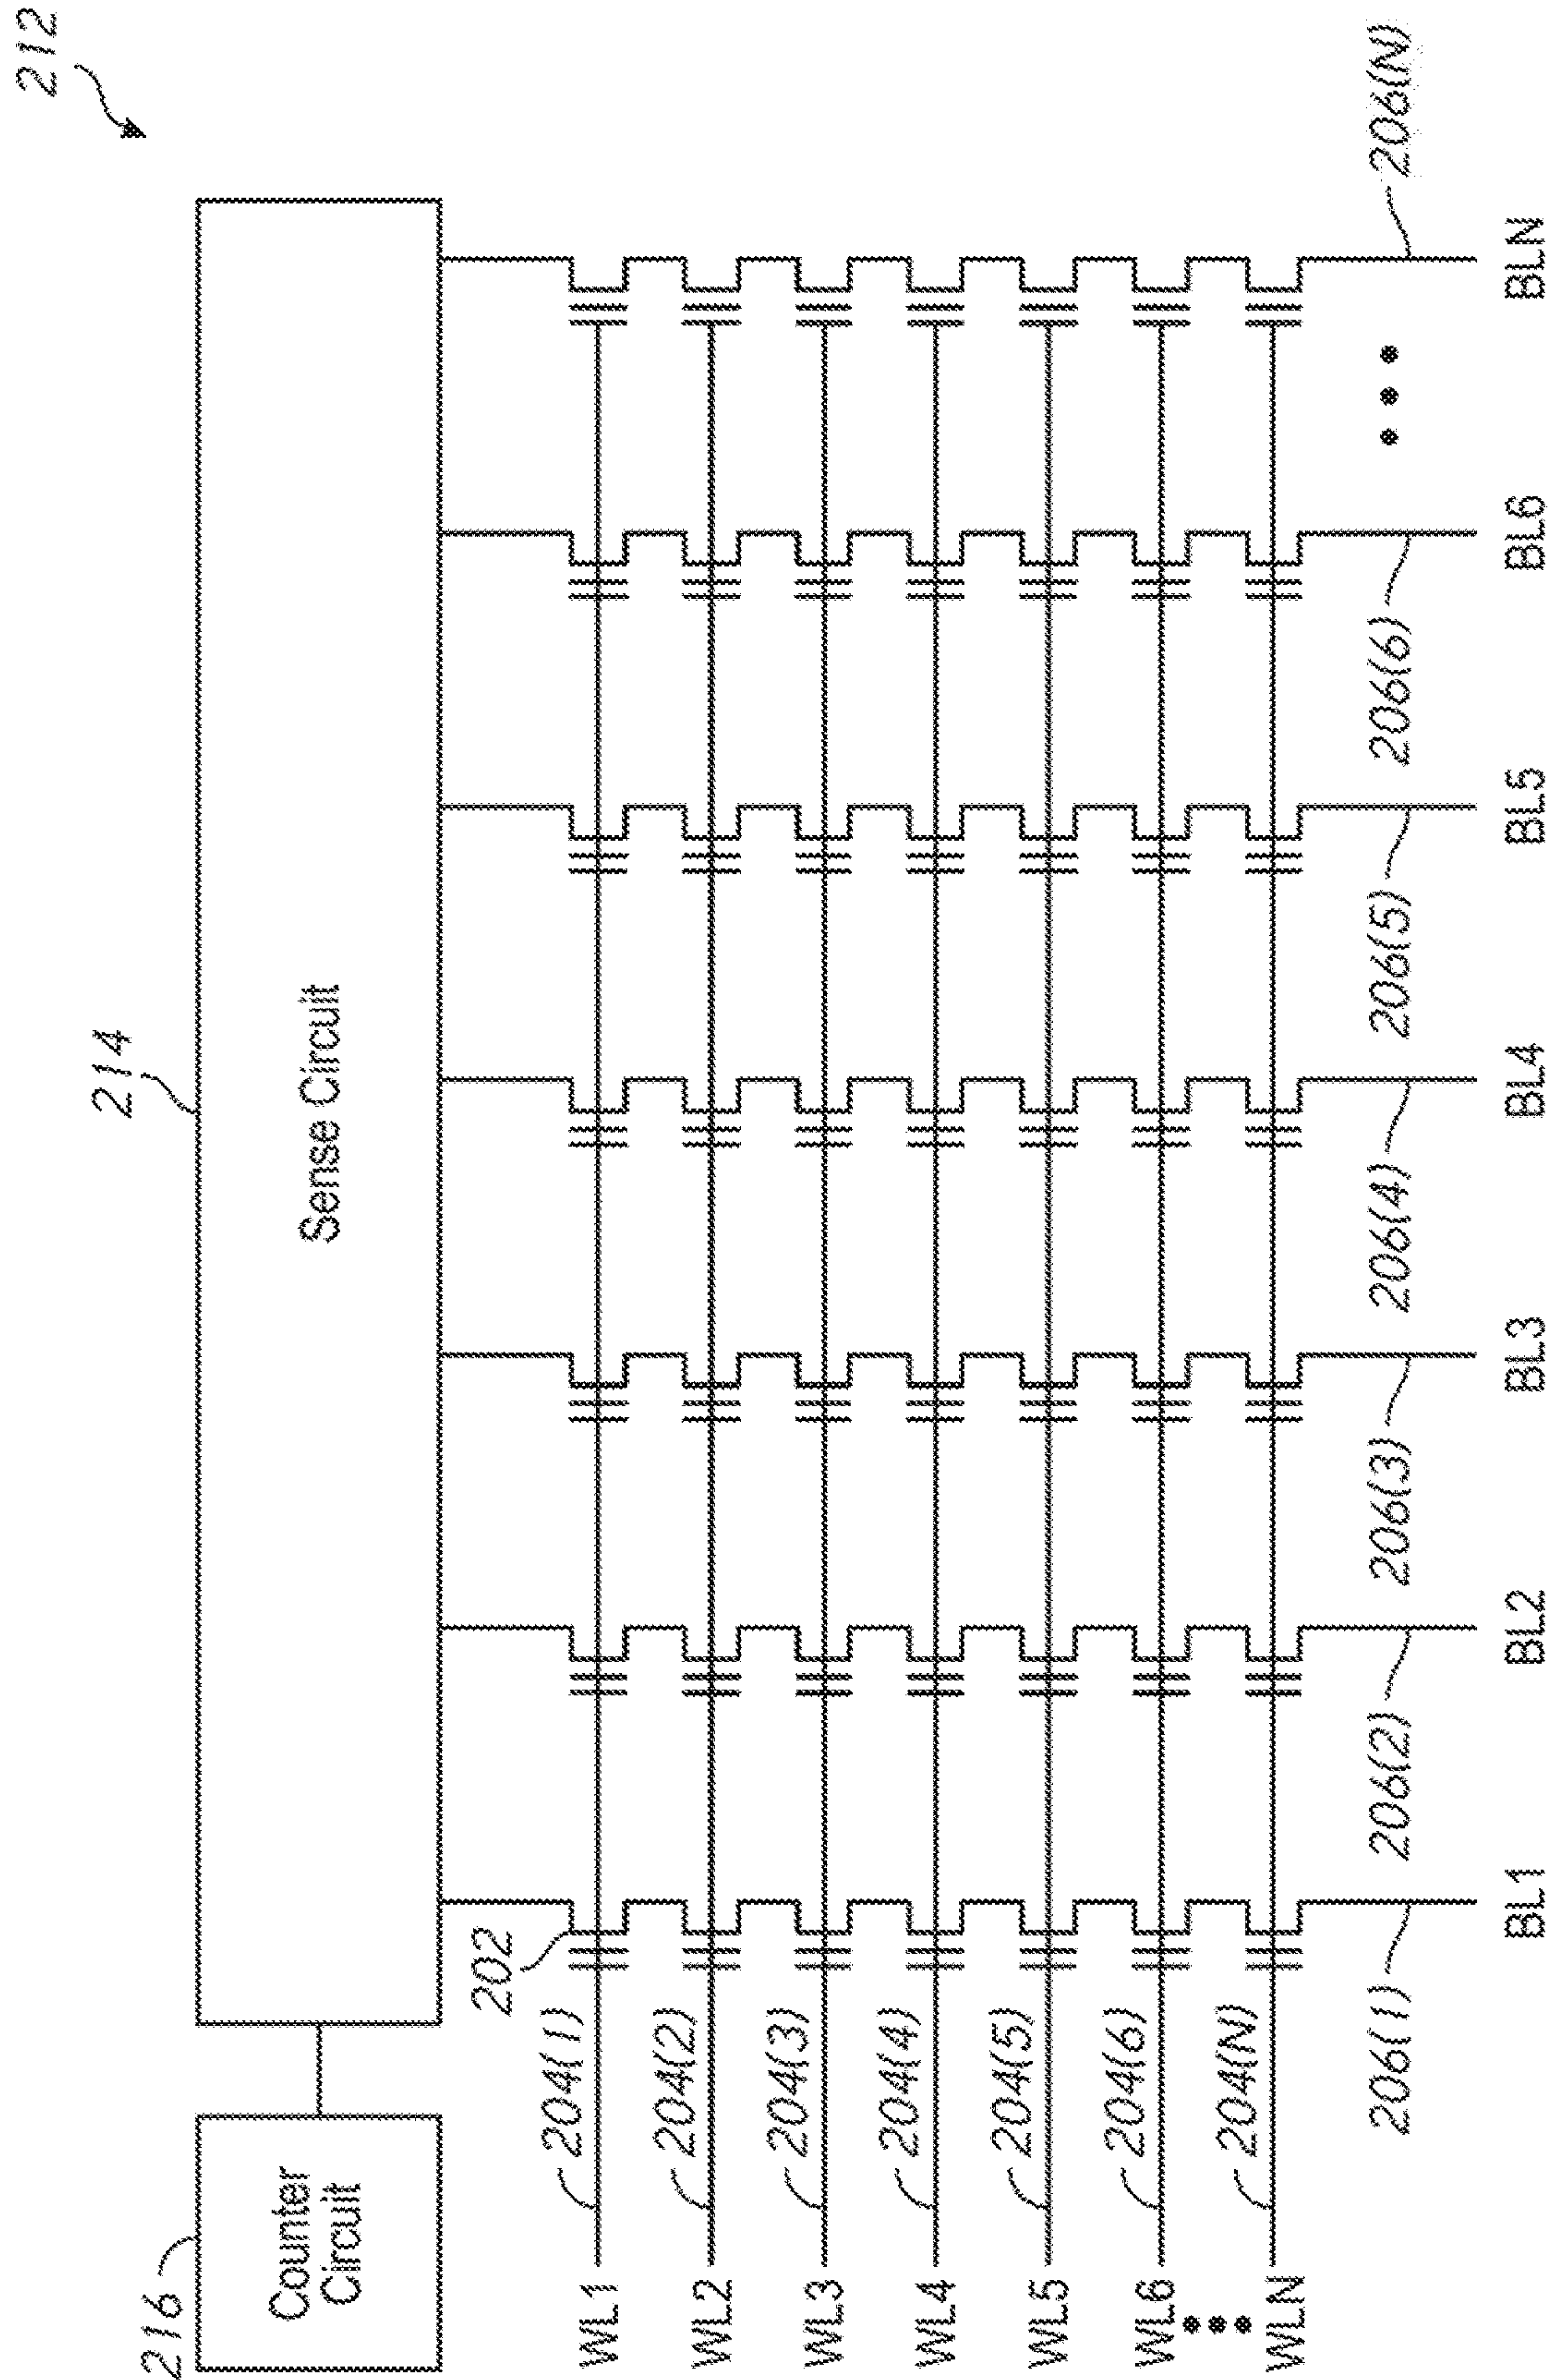 212
214
216
Counter
Circuit
Sense Circuit
202
WL1
204(1)
WL2
204(2)
WL3
204(3)
WL4
204(4)
WL5
204(5)
WL6
204(6)
WLN
204(N)
206(1)
206(2)
206(3)
206(4)
206(5)
206(6)
206(N)
BL1
BL2
BL3
BL4
BL5
BL6
BLN